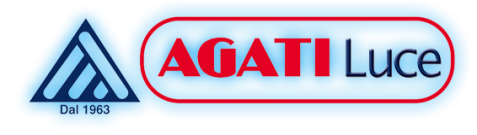 AGATI Luce
Dal 1963